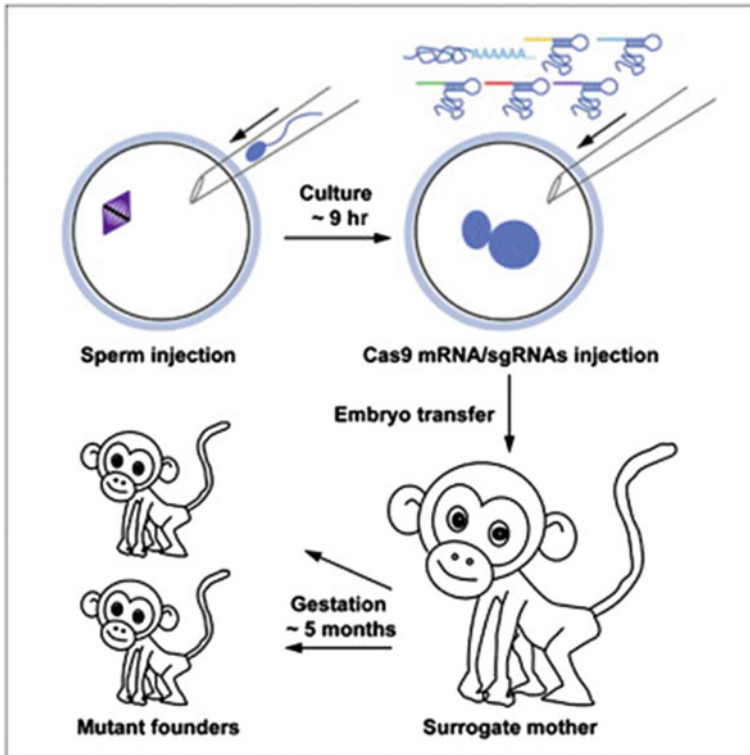 Culture
~ 9 hr
Sperm injection
Cas9 mRNA/sgRNAs injection
Embryo transfer
Gestation
~ 5 months
Mutant founders
Surrogate mother